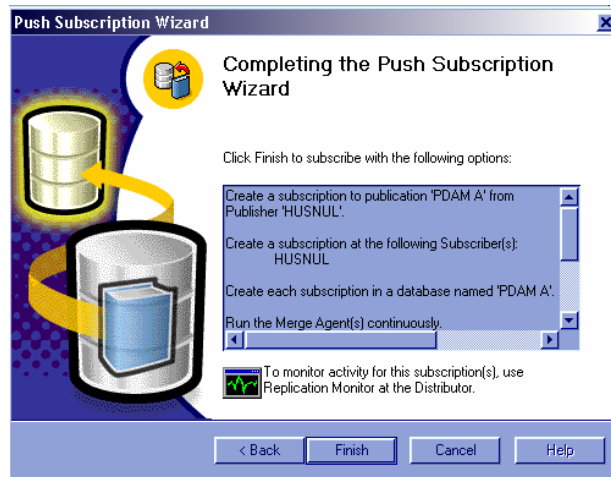 Push Subscription Wizard
Completing the Push Subscription
Wizard
Click Finish to subscribe with the following options:
Create a subscription to publication 'PDAM A' from
Publisher 'HUSNUL'.
Create a subscription at the following Subscriber(s):
HUSNUL
Create each subscription in a database named 'PDAM A'.
Run the Merge Agent(s) continuously.
To monitor activity for this subscription(s), use
Replication Monitor at the Distributor.
< Back
Finish
Cancel
Help